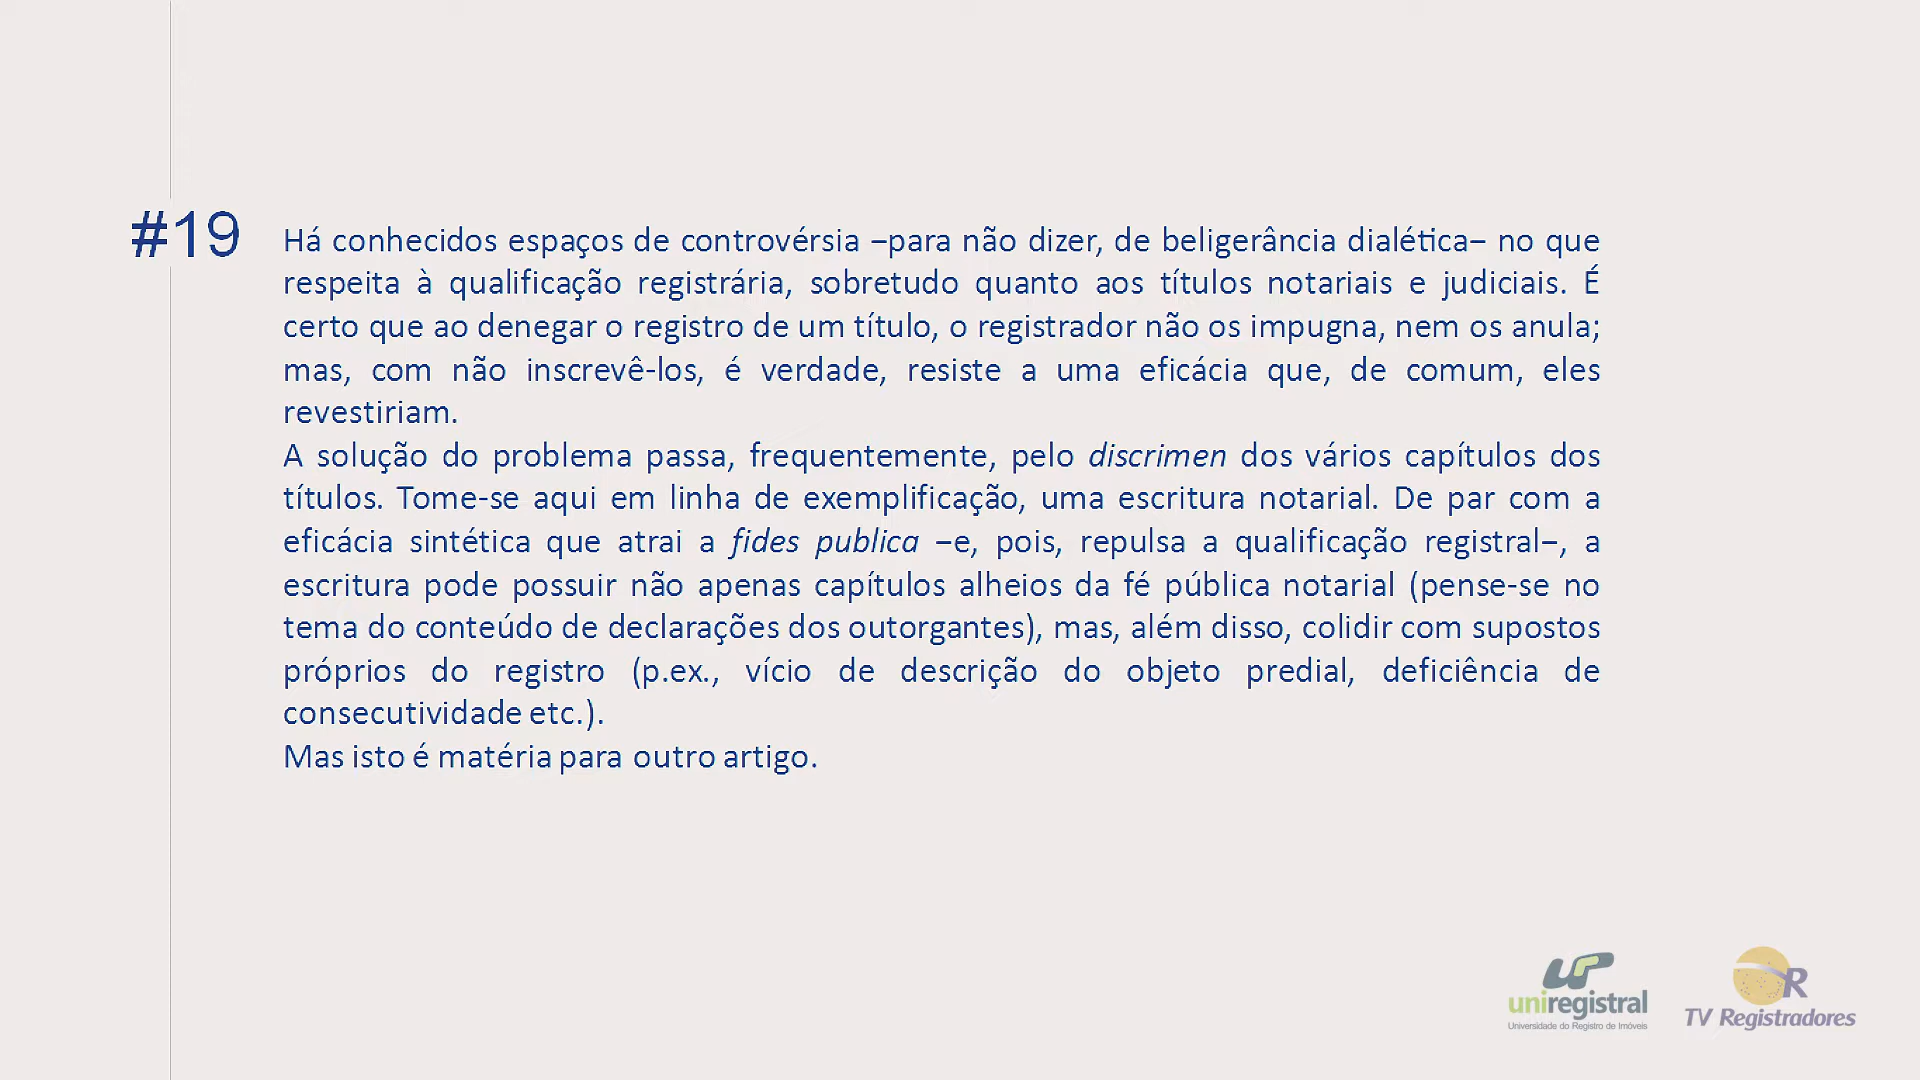 #19
Há conhecidos espaços de controvérsia –para não dizer, de beligerância dialética– no que
respeita à qualificação registrária, sobretudo quanto aos títulos notariais e judiciais. É
certo que ao denegar o registro de um título, o registrador não os impugna, nem os anula;
mas, com não inscrevê-los, é verdade, resiste a uma eficácia que, de comum, eles
revestiriam.
A solução do problema passa, frequentemente, pelo discrimen dos vários capítulos dos
títulos. Tome-se aqui em linha de exemplificação, uma escritura notarial. De par com a
eficácia sintética que atrai a fides publica –e, pois, repulsa a qualificação registral–, a
escritura pode possuir não apenas capítulos alheios da fé pública notarial (pense-se no
tema do conteúdo de declarações dos outorgantes), mas, além disso, colidir com supostos
próprios do registro (p.ex., vício de descrição do objeto predial, deficiência de
consecutividade etc.).
Mas isto é matéria para outro artigo.
uniregistral
Universidade do Registro de Imóveis
R
TV Registradores